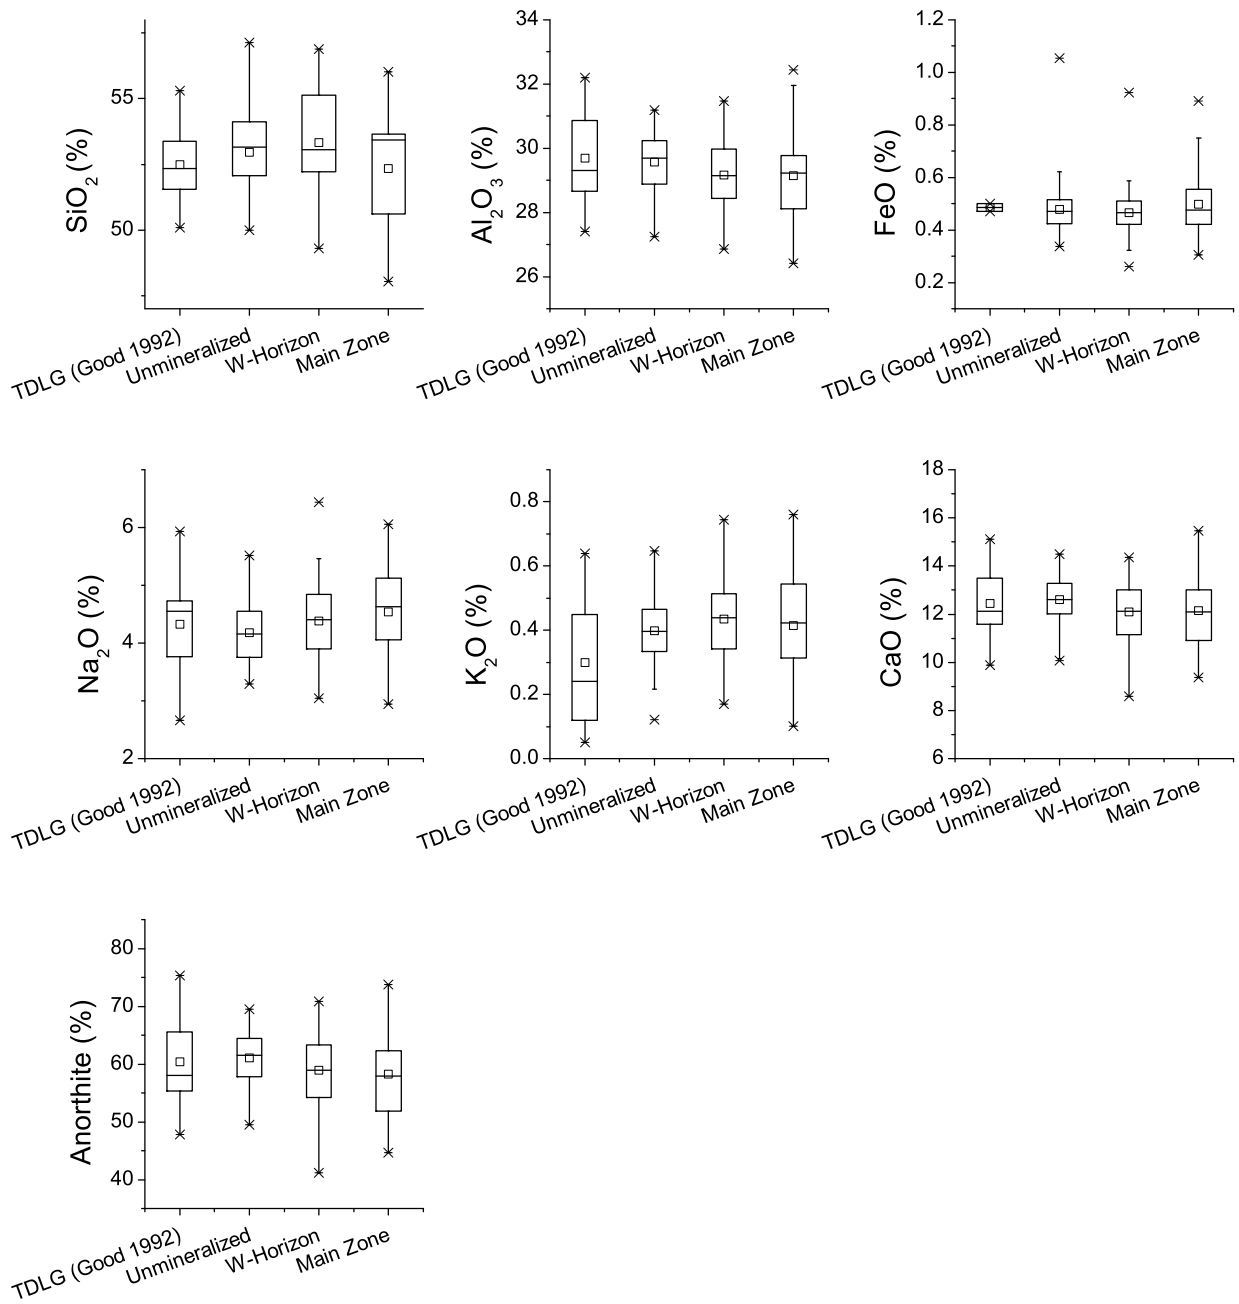 SiO2 (%)
55
50
TDLG (Good 1992)
Unmineralized
W-Horizon
Main Zone
Al2O3 (%)
34
32
30
28
26
TDLG (Good 1992)
Unmineralized
W-Horizon
Main Zone
FeO (%)
1.2
1.0
0.8
0.6
0.4
0.2
TDLG (Good 1992)
Unmineralized
W-Horizon
Main Zone
Na2O (%)
6
4
2
TDLG (Good 1992)
Unmineralized
W-Horizon
Main Zone
K2O (%)
0.8
0.6
0.4
0.2
0.0
TDLG (Good 1992)
Unmineralized
W-Horizon
Main Zone
CaO (%)
18
16
14
12
10
8
6
TDLG (Good 1992)
Unmineralized
W-Horizon
Main Zone
Anorthite (%)
80
70
60
50
40
TDLG (Good 1992)
Unmineralized
W-Horizon
Main Zone